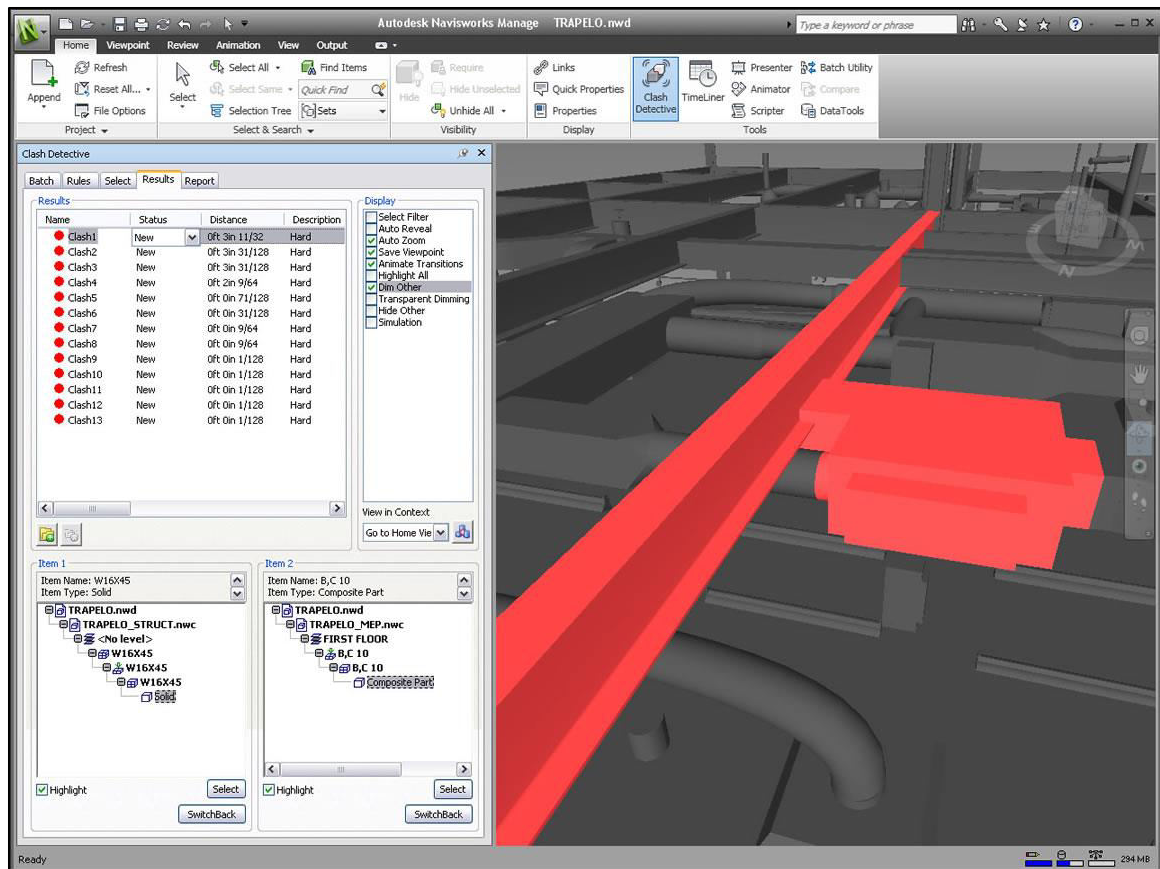 Autodesk Navisworks Manage TRAPELO.nwd
Type a keyword or phrase
Home Viewpoint Review Animation View Output
Append
Refresh
Reset All...
File Options
Project
Select
Select All
Select Same
Selection Tree
Find Items
Quick Find
Sets
Select & Search
Hide
Require
Hide Unselected
Unhide All
Visibility
Links
Quick Properties
Properties
Display
Clash Detective
TimeLiner
Presenter
Animator
Scripter
Batch Utility
Compare
DataTools
Tools
Clash Detective
Batch Rules Select Results Report
Results
Name Status Distance Description
Clash1 New 0ft 3in 11/32 Hard
Clash2 New 0ft 3in 31/128 Hard
Clash3 New 0ft 3in 31/128 Hard
Clash4 New 0ft 2in 9/64 Hard
Clash5 New 0ft 0in 71/128 Hard
Clash6 New 0ft 0in 31/128 Hard
Clash7 New 0ft 0in 9/64 Hard
Clash8 New 0ft 0in 9/64 Hard
Clash9 New 0ft 0in 1/128 Hard
Clash10 New 0ft 0in 1/128 Hard
Clash11 New 0ft 0in 1/128 Hard
Clash12 New 0ft 0in 1/128 Hard
Clash13 New 0ft 0in 1/128 Hard
Display
Select Filter
Auto Reveal
Auto Zoom
Save Viewpoint
Animate Transitions
Highlight All
Dim Other
Transparent Dimming
Hide Other
Simulation
View in Context
Go to Home Vie
Item 1
Item Name: W16X45
Item Type: Solid
TRAPELO.nwd
TRAPELO_STRUCT.nwc
<No level>
W16X45
W16X45
W16X45
Solid
Highlight
Select
SwitchBack
Item 2
Item Name: B,C 10
Item Type: Composite Part
TRAPELO.nwd
TRAPELO_MEP.nwc
FIRST FLOOR
B,C 10
B,C 10
Composite Part
Highlight
Select
SwitchBack
N
Ready
294 MB